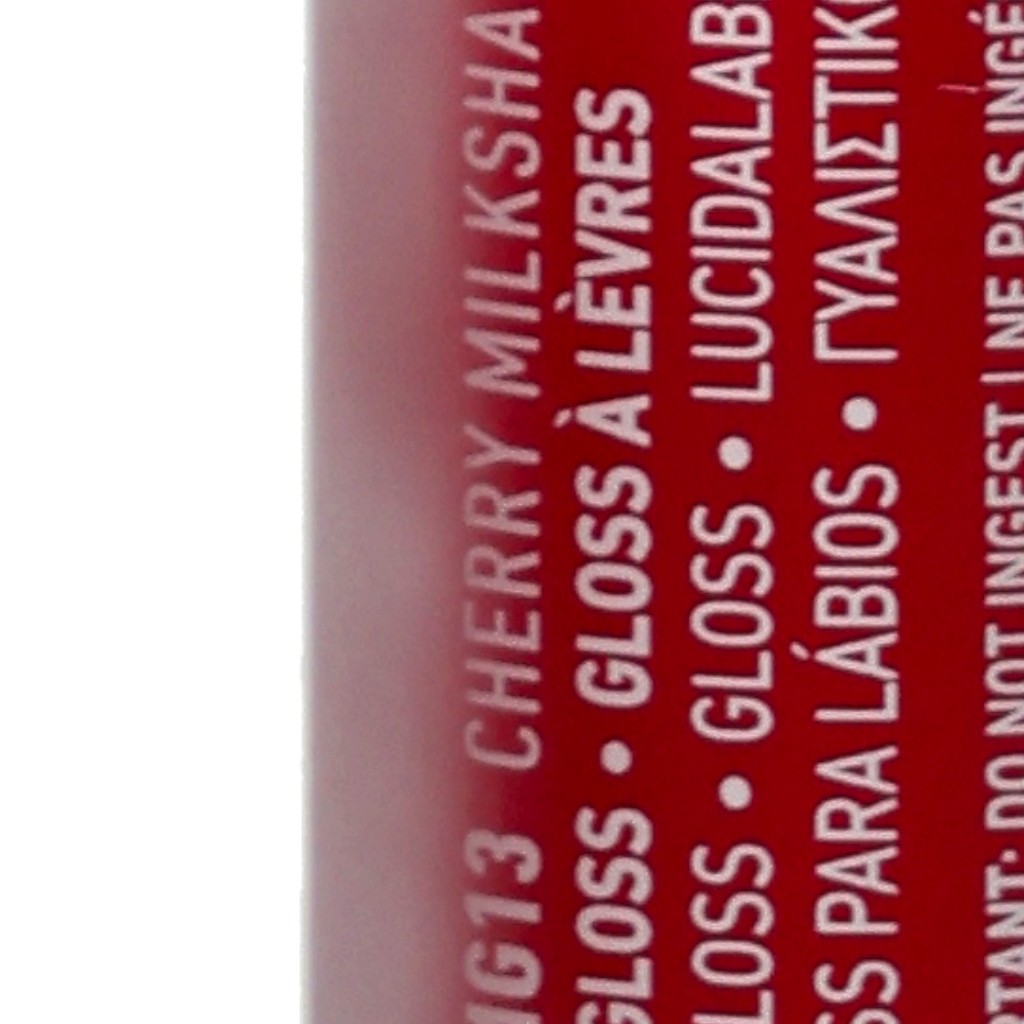 G13 CHERRY MILKSHA
GLOSS • GLOSS À LÈVRES
LOSS • GLOSS • LUCIDALAB
SS PARA LÁBIOS • ΓΥΑΛΙΣΤΙΚ
TANT: DO NOT INGEST | NE PAS INGÉ